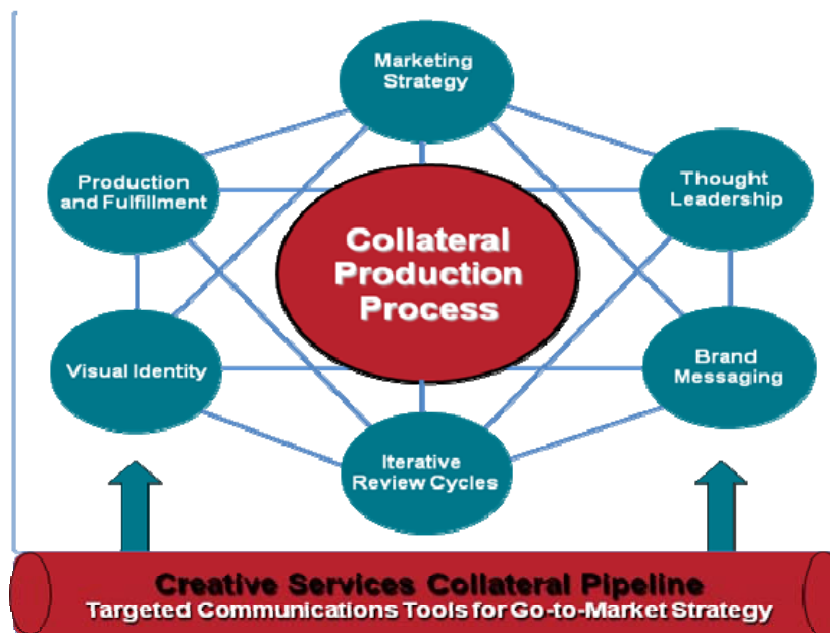 Marketing
Strategy
Production
and Fulfillment
Thought
Leadership
Collateral
Production
Process
Visual Identity
Brand
Messaging
Iterative
Review Cycles
Creative Services Collateral Pipeline
Targeted Communications Tools for Go-to-Market Strategy